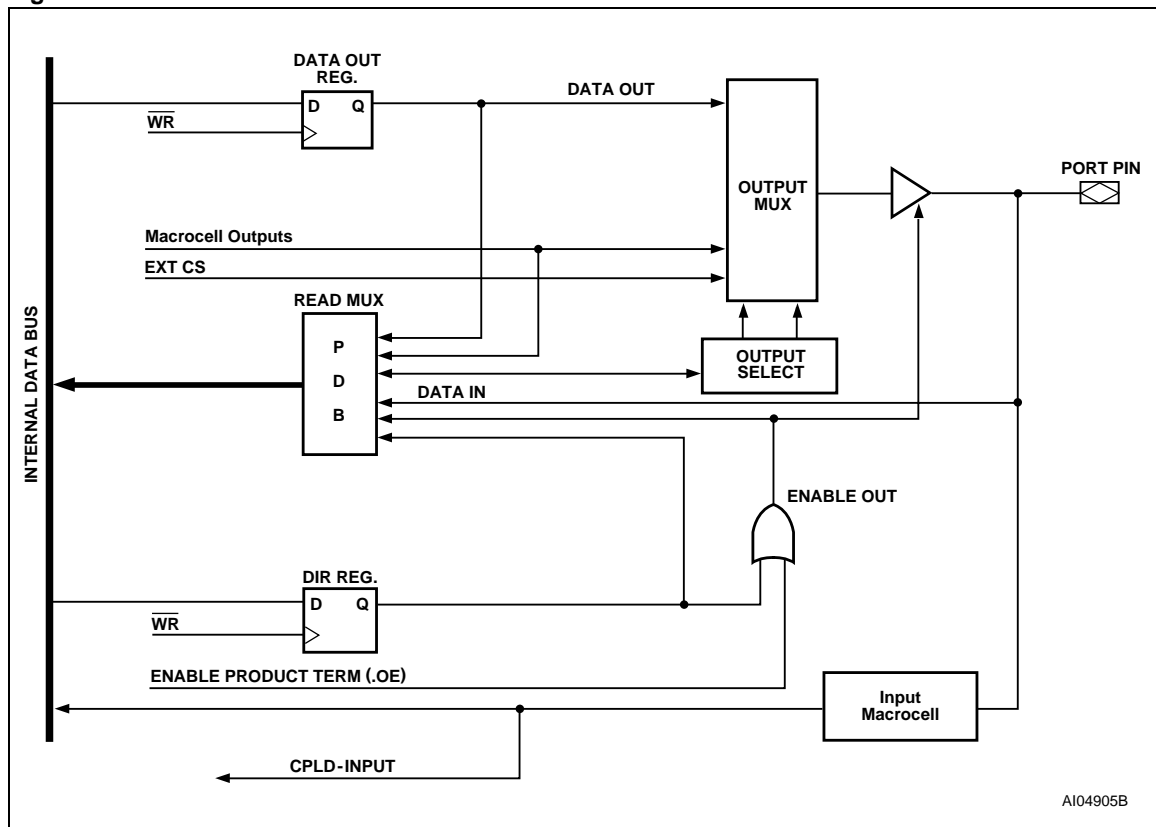 DATA OUT
REG.
D Q
WR
DATA OUT
OUTPUT
MUX
PORT PIN
Macrocell Outputs
EXT CS
READ MUX
P
D
B
OUTPUT
SELECT
DATA IN
INTERNAL DATA BUS
ENABLE OUT
DIR REG.
D Q
WR
ENABLE PRODUCT TERM (.OE)
Input
Macrocell
CPLD-INPUT
AI04905B